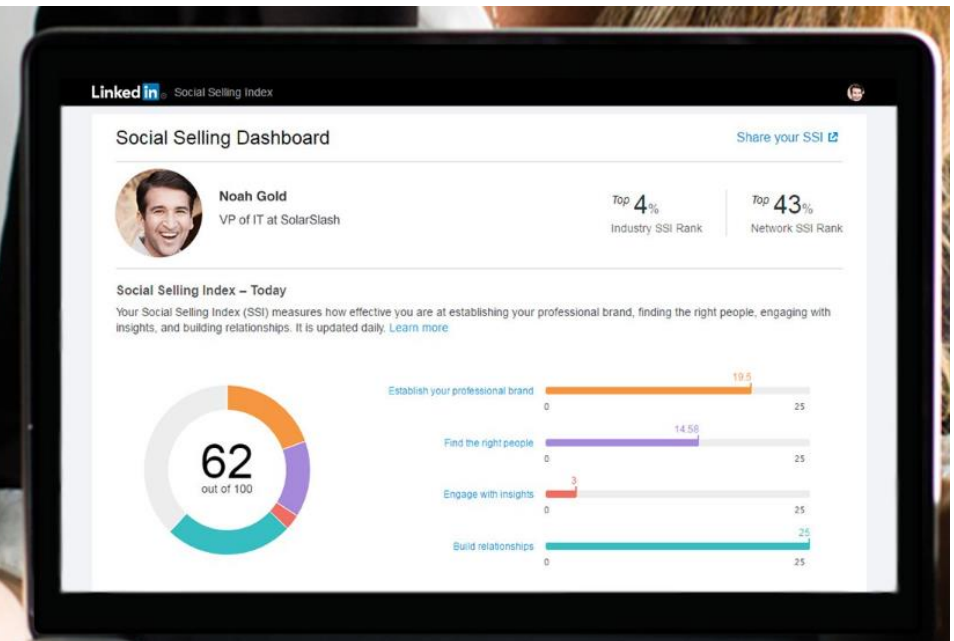 Linked in Social Selling Index
Social Selling Dashboard
Share your SSI
Noah Gold
VP of IT at SolarSlash
Top 4%
Industry SSI Rank
Top 43%
Network SSI Rank
Social Selling Index – Today
Your Social Selling Index (SSI) measures how effective you are at establishing your professional brand, finding the right people, engaging with
insights, and building relationships. It is updated daily. Learn more
62
out of 100
Establish your professional brand
19.5
0 25
Find the right people
14.58
0 25
Engage with insights
3
0 25
Build relationships
25
0 25